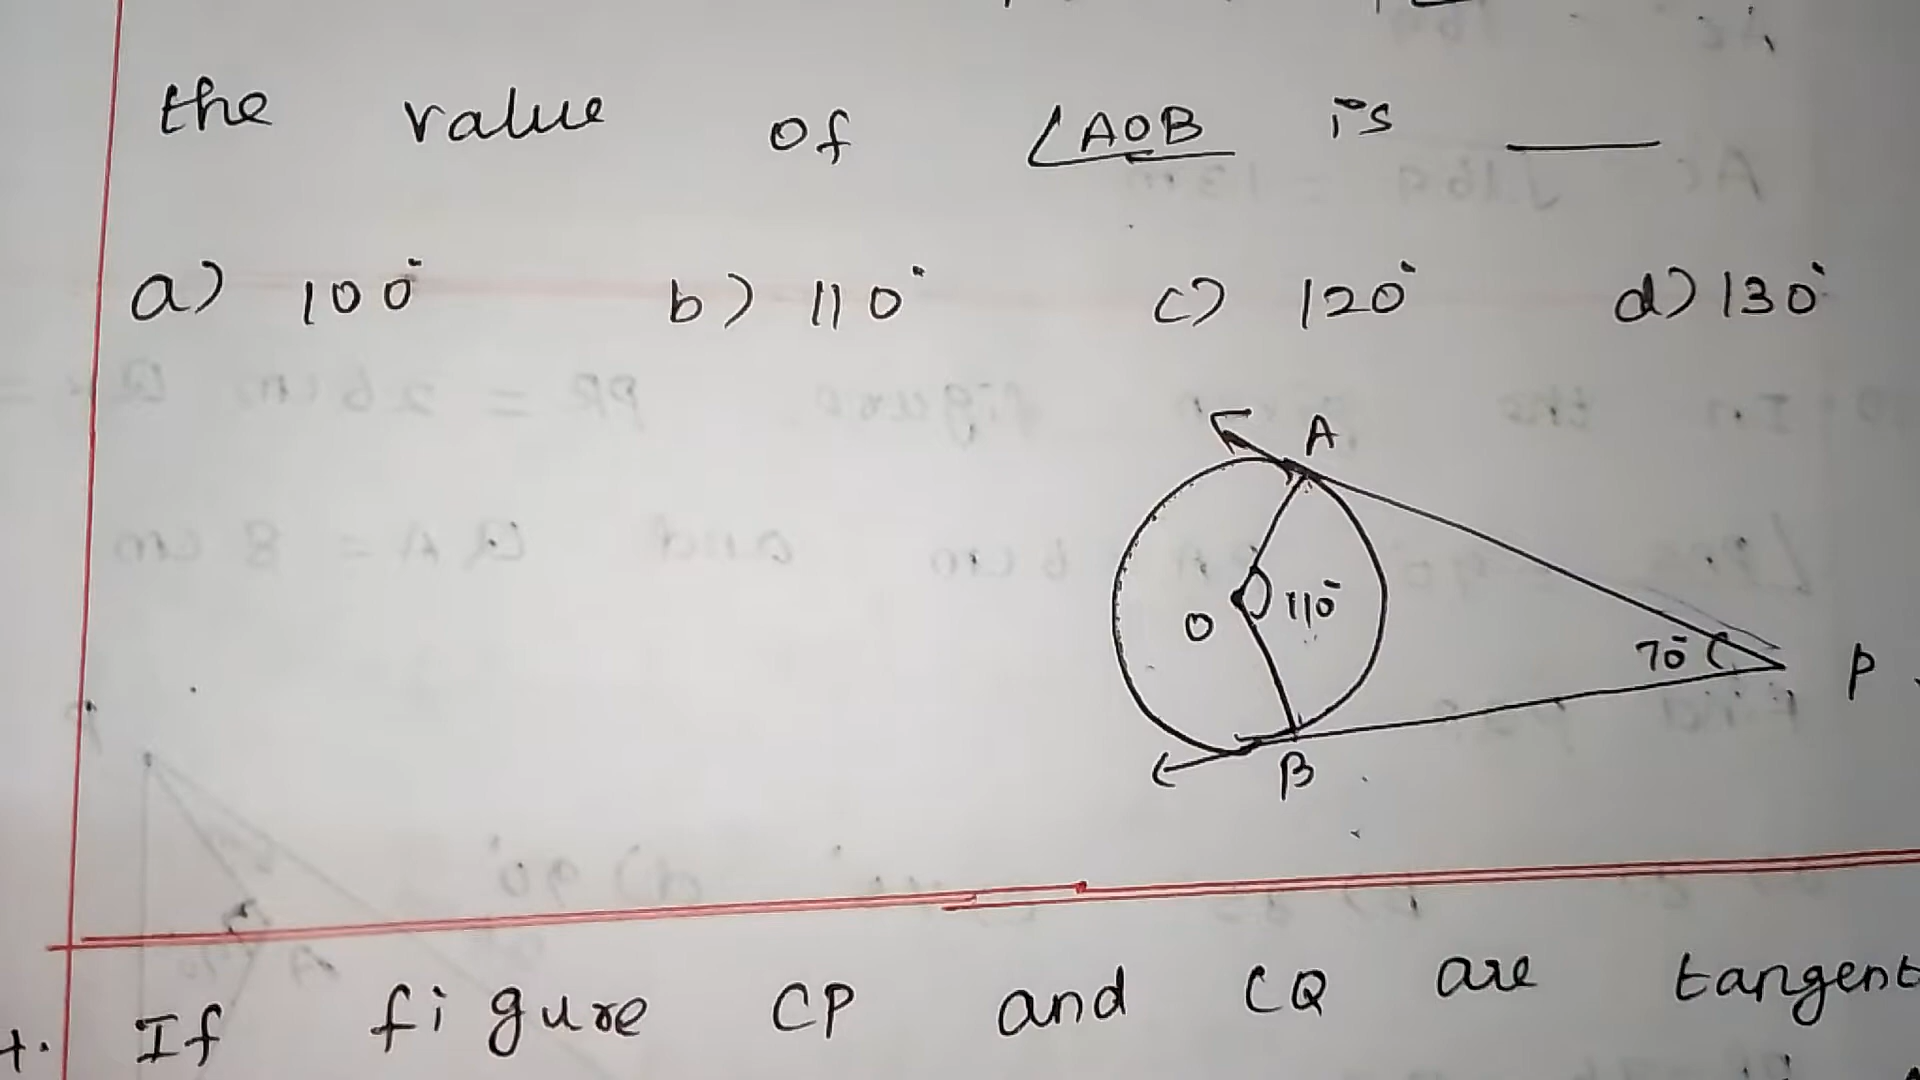 the value of ∠AOB is ___
a) 100° b) 110° c) 120° d) 130°
A
O 110°
70° P
B
If figure CP and CQ are tangent